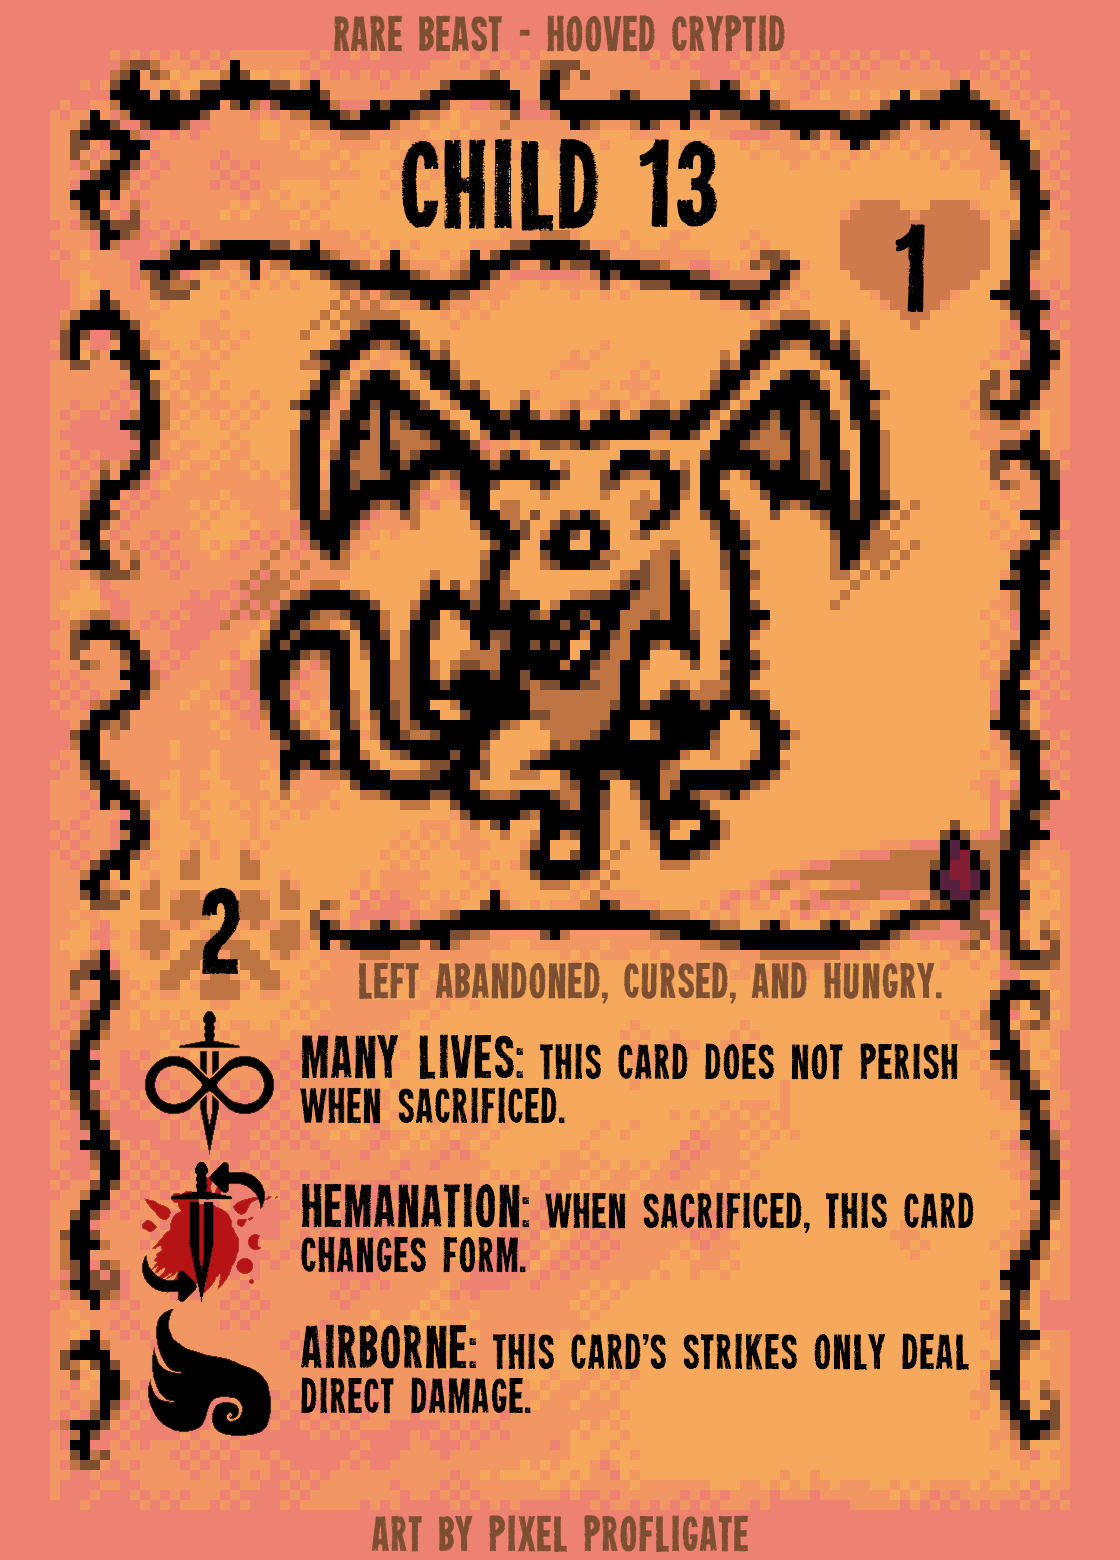 RARE BEAST - HOOVED CRYPTID
CHILD 13
1
2
LEFT ABANDONED, CURSED, AND HUNGRY.
MANY LIVES: THIS CARD DOES NOT PERISH
WHEN SACRIFICED.
HEMANATION: WHEN SACRIFICED, THIS CARD
CHANGES FORM.
AIRBORNE: THIS CARD'S STRIKES ONLY DEAL
DIRECT DAMAGE.
ART BY PIXEL PROFLIGATE